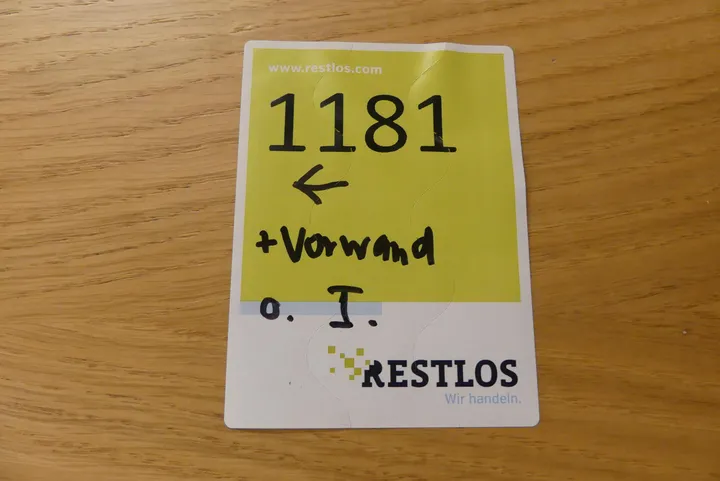 www.restlos.com
1181
←
+ Vorwand
o. I.
RESTLOS
Wir handeln.